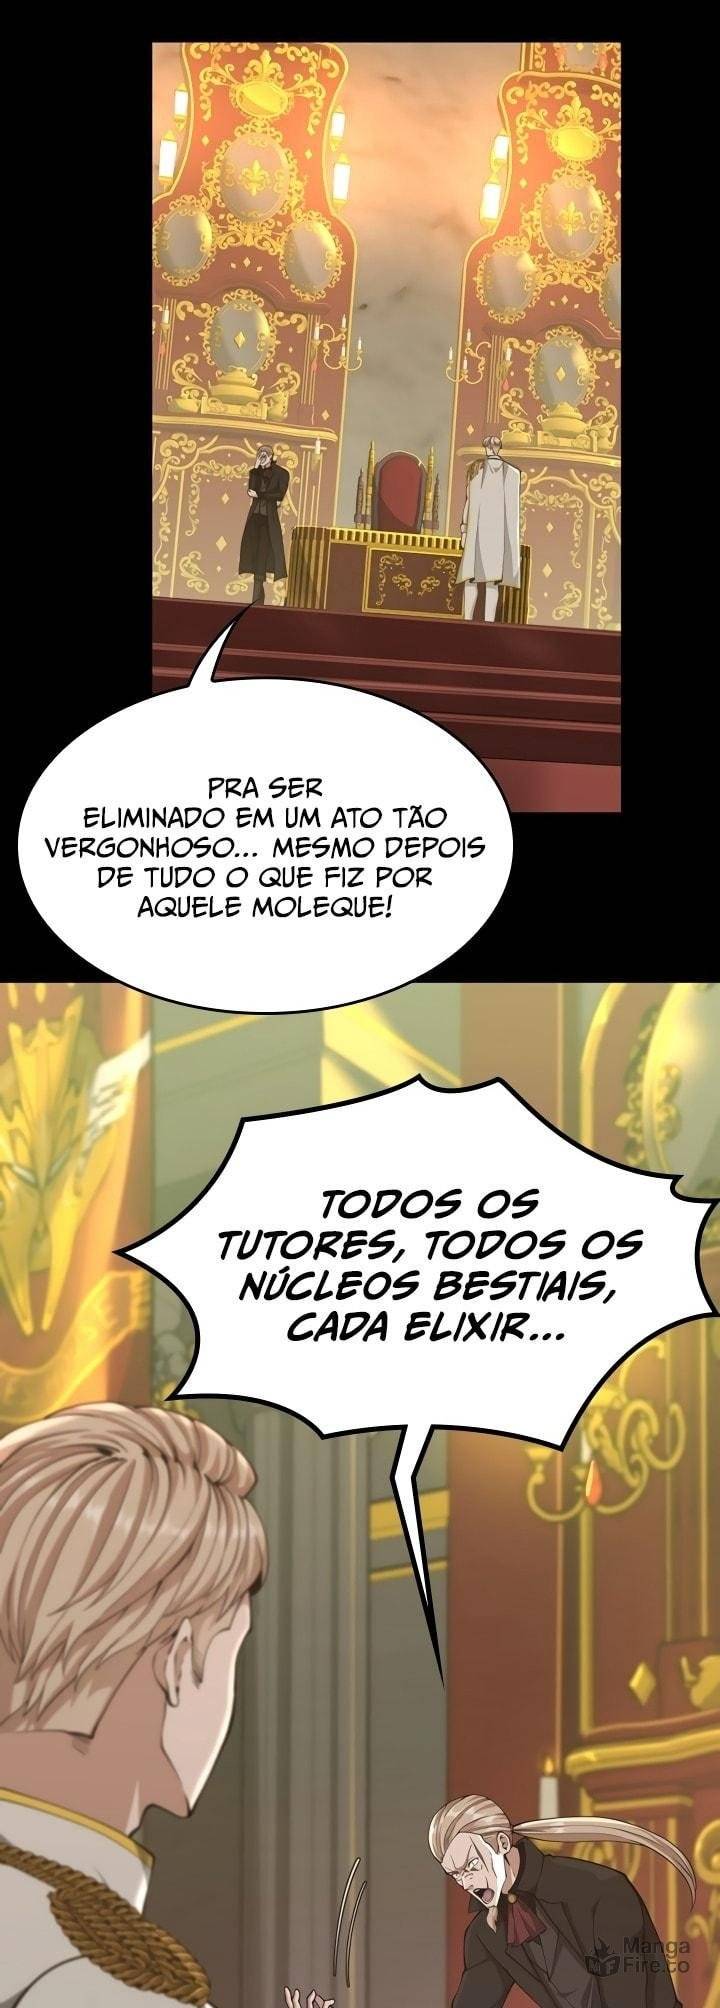 PRA SER
ELIMINADO EM UM ATO TÃO
VERGONHOSO... MESMO DEPOIS
DE TUDO O QUE FIZ POR
AQUELE MOLEQUE!
TODOS OS
TUTORES, TODOS OS
NÚCLEOS BESTIAIS,
CADA ELIXIR...
Manga
MF Fire.co